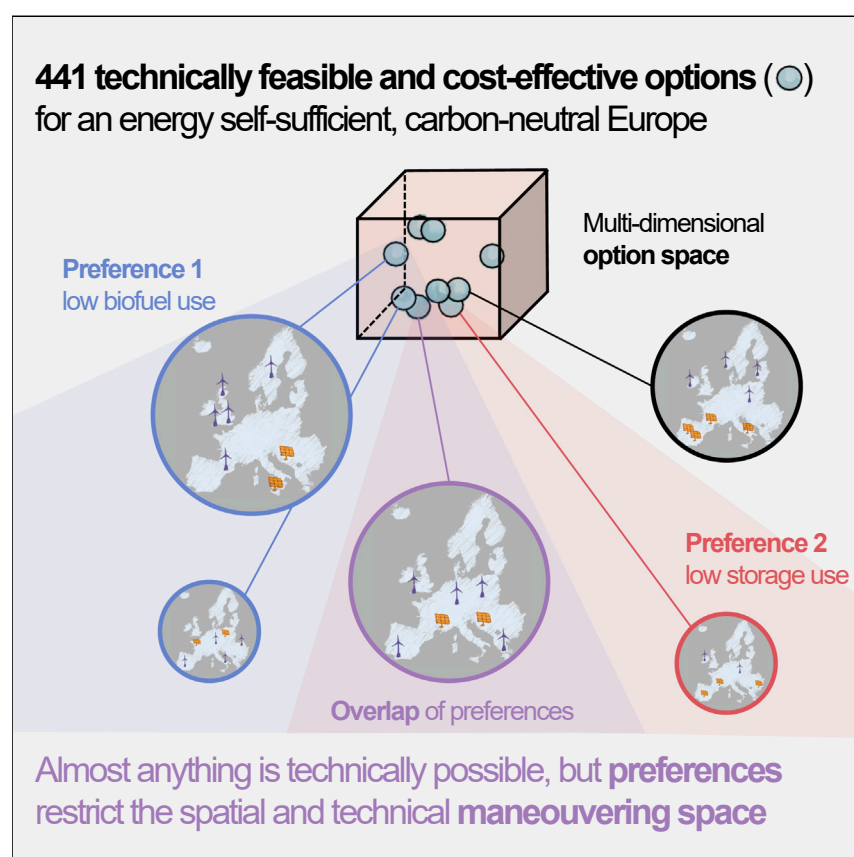 441 technically feasible and cost-effective options ( )
for an energy self-sufficient, carbon-neutral Europe
Multi-dimensional
option space
Preference 1
low biofuel use
Preference 2
low storage use
Overlap of preferences
Almost anything is technically possible, but preferences
restrict the spatial and technical maneouvering space